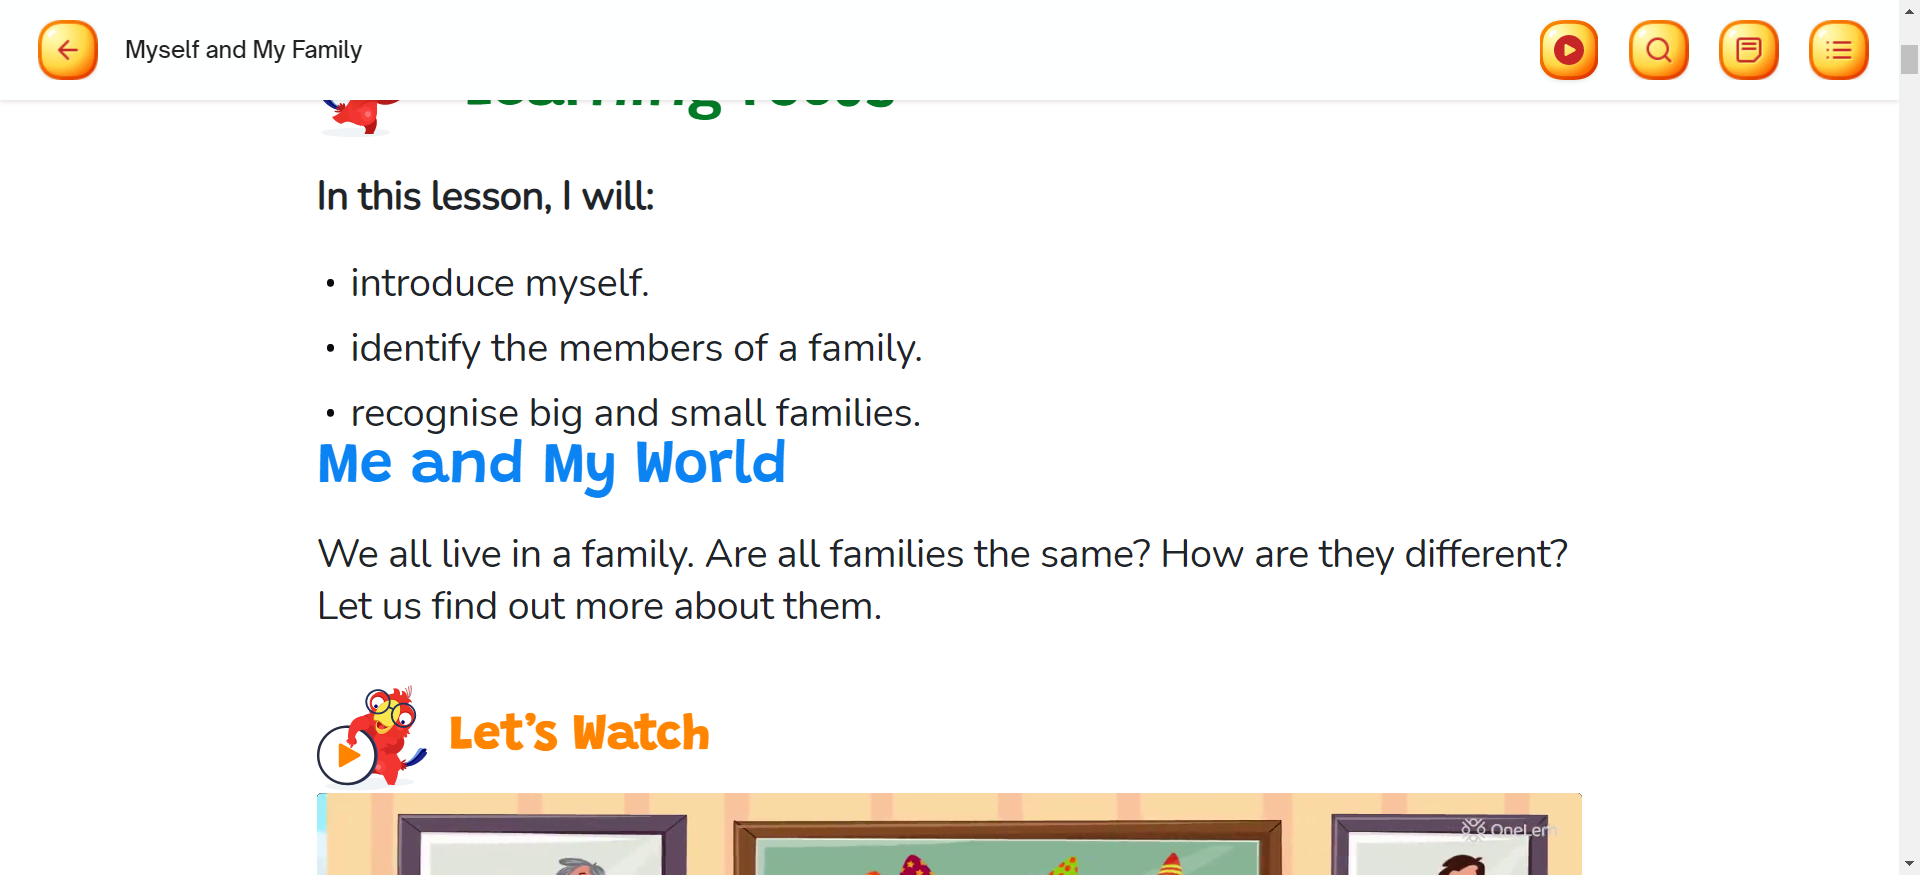 Myself and My Family
Learning Focus
In this lesson, I will:
• introduce myself.
• identify the members of a family.
• recognise big and small families.
Me and My World
We all live in a family. Are all families the same? How are they different?
Let us find out more about them.
Let's Watch
OneLern